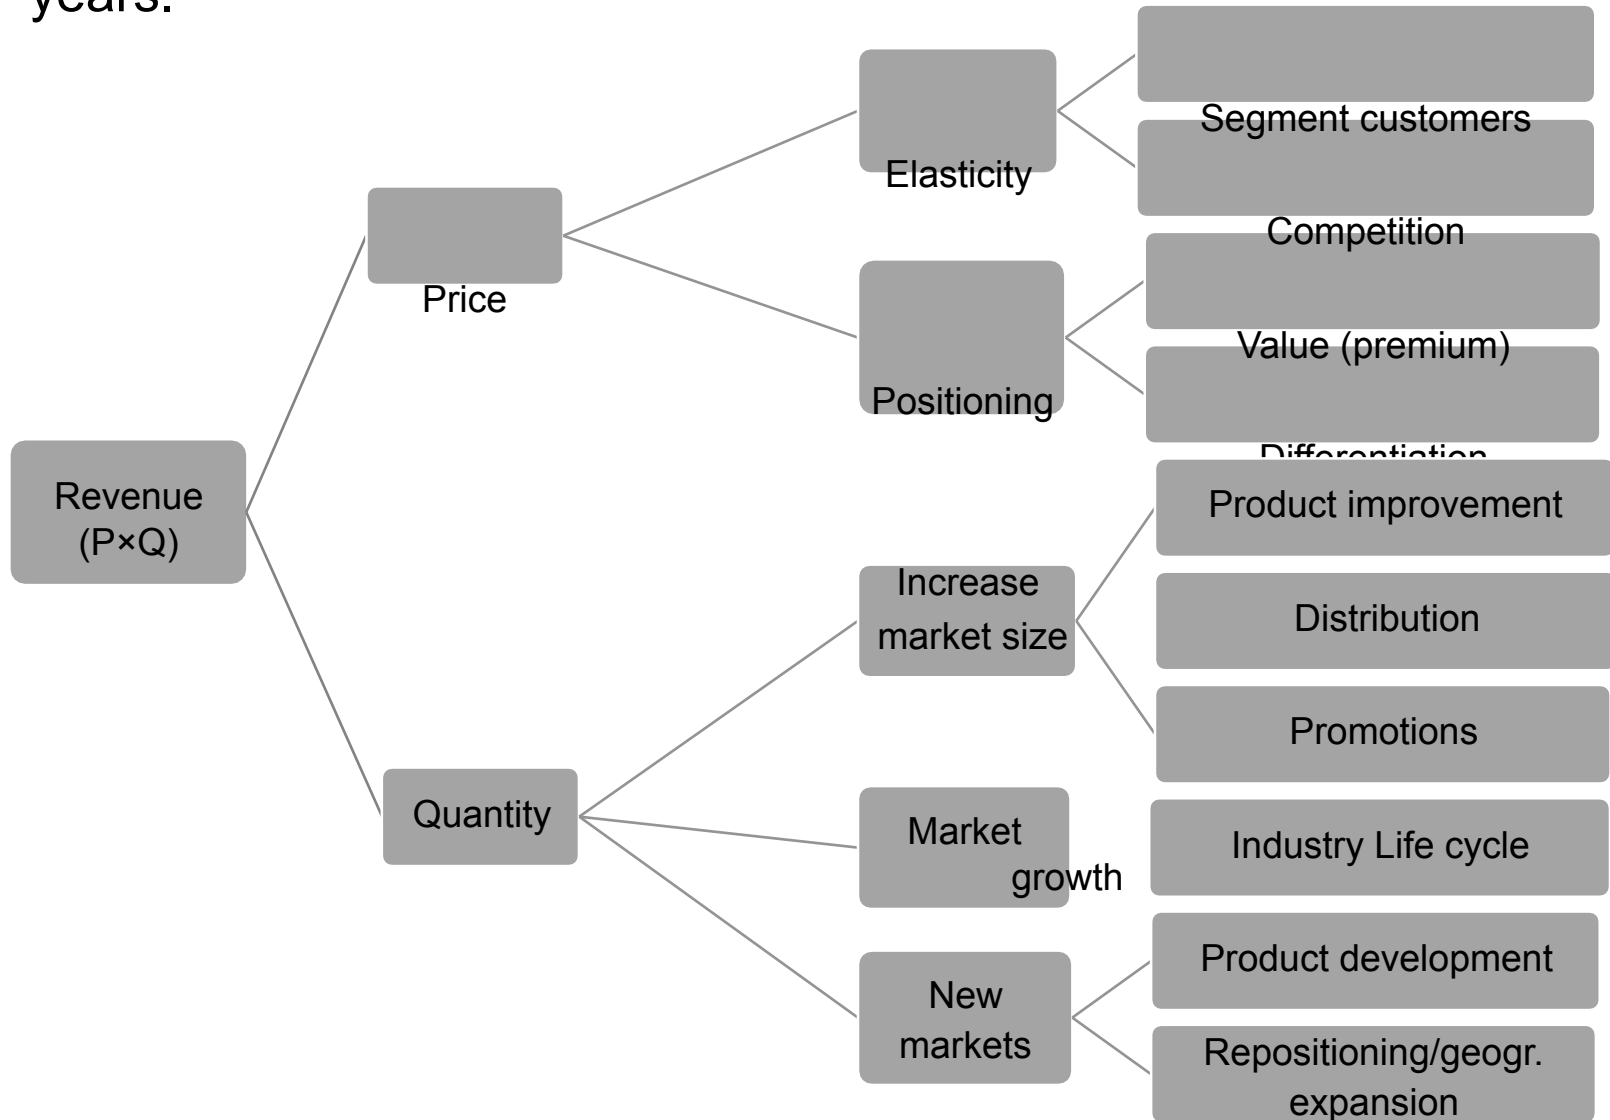 years.
Segment customers
Elasticity
Competition
Price
Value (premium)
Positioning
Differentiation
Revenue
(P×Q)
Product improvement
Increase
market size
Distribution
Promotions
Quantity
Market
growth
Industry Life cycle
Product development
New
markets
Repositioning/geogr.
expansion